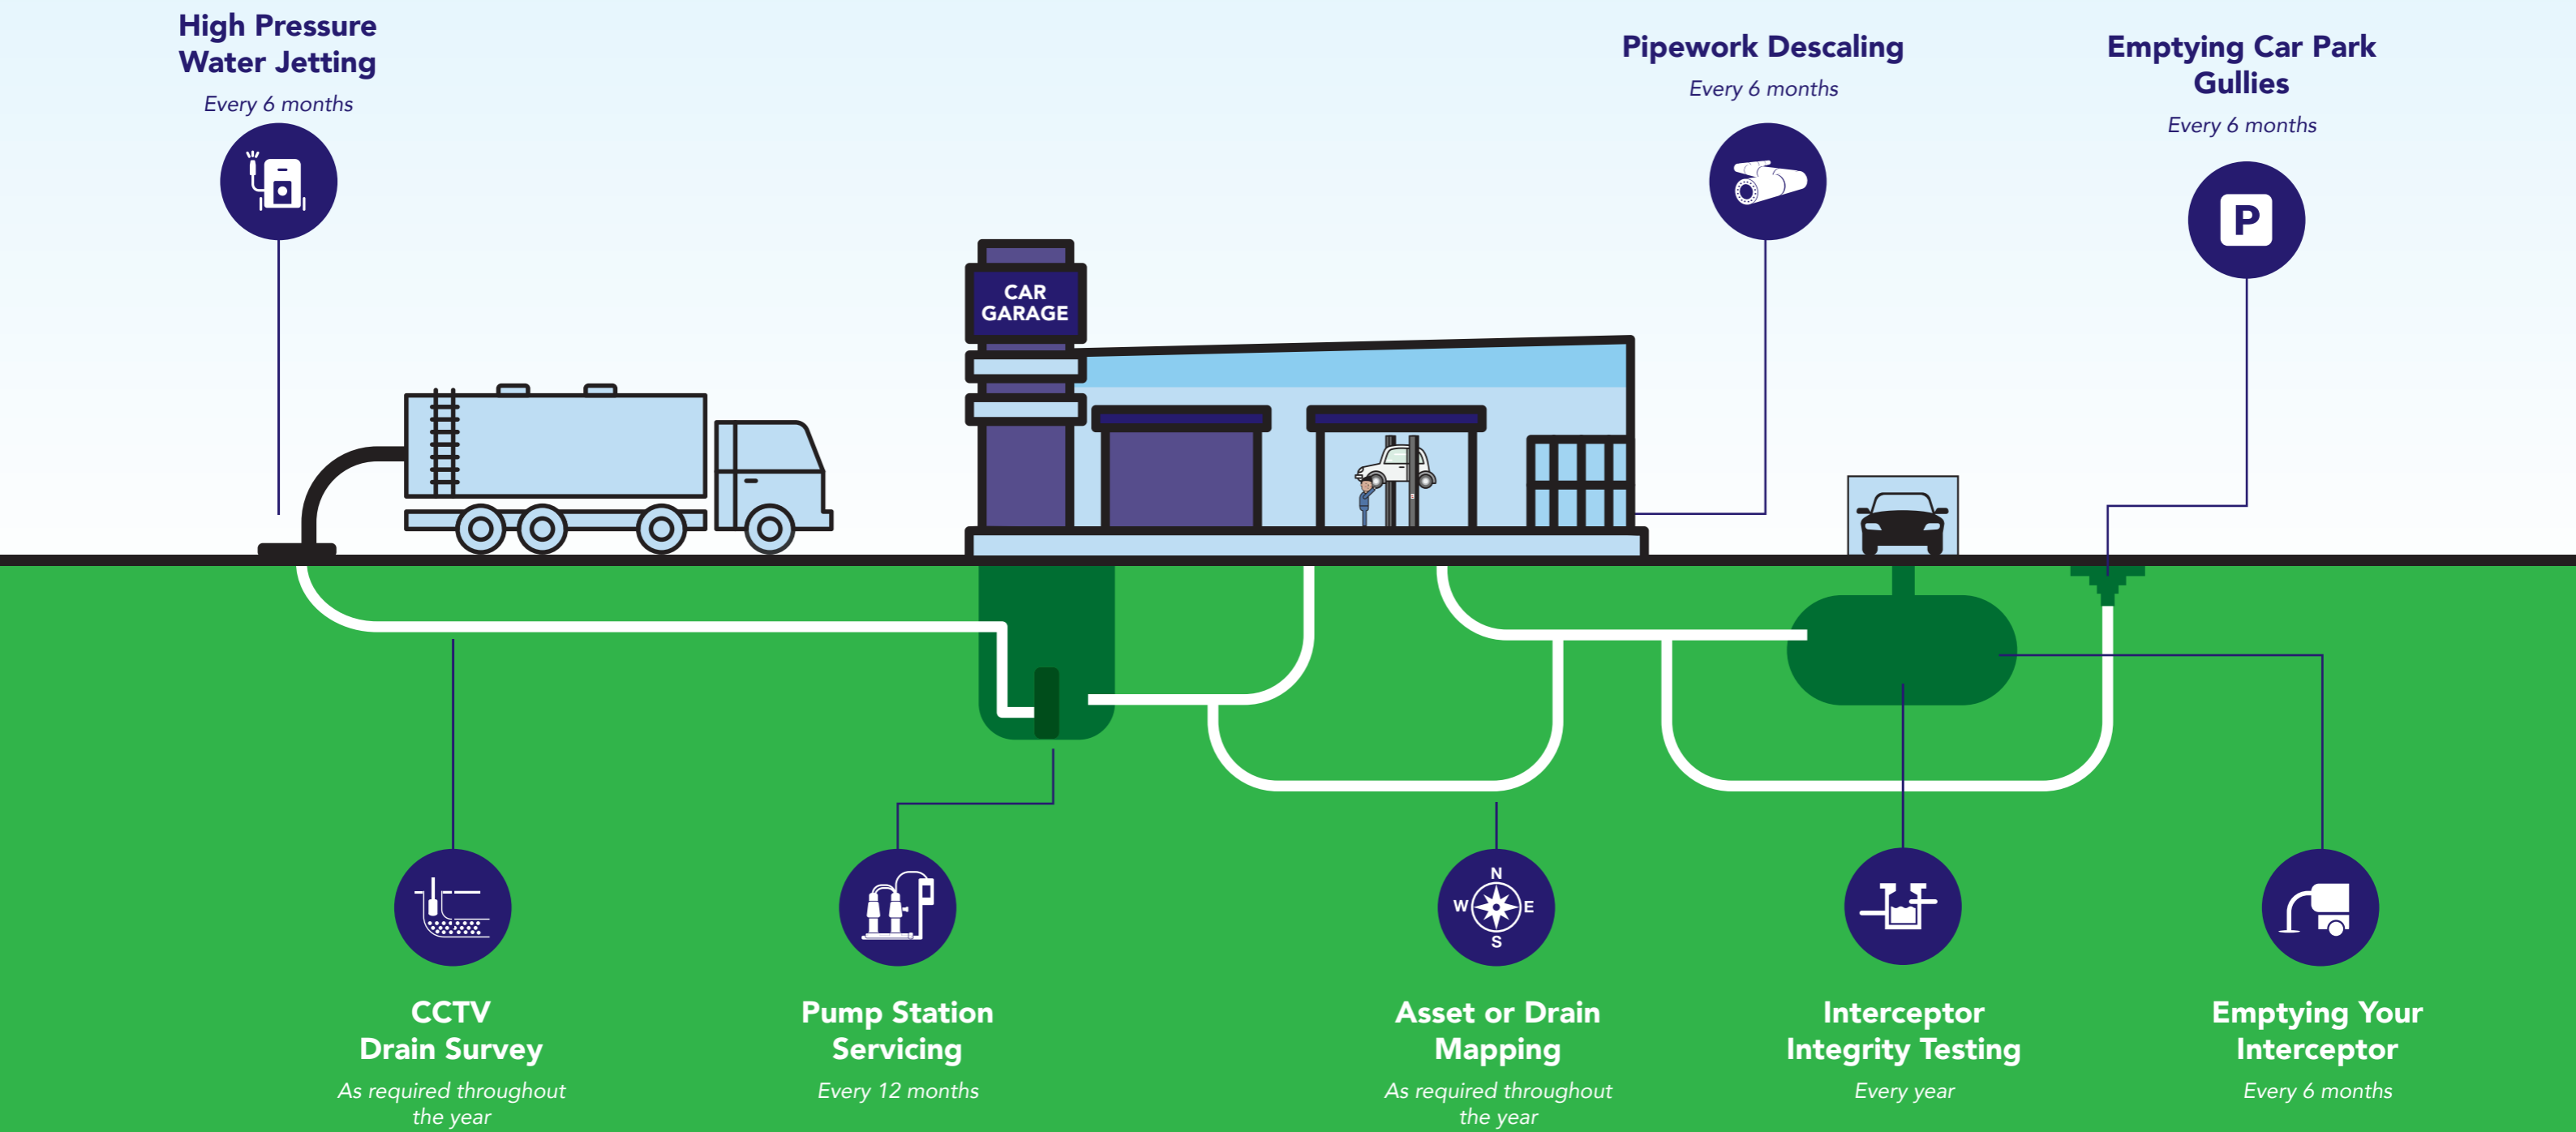 High Pressure
Water Jetting
Every 6 months
Pipework Descaling
Every 6 months
Emptying Car Park
Gullies
Every 6 months
P
CAR
GARAGE
N
W
E
S
CCTV
Drain Survey
As required throughout
the year
Pump Station
Servicing
Every 12 months
Asset or Drain
Mapping
As required throughout
the year
Interceptor
Integrity Testing
Every year
Emptying Your
Interceptor
Every 6 months